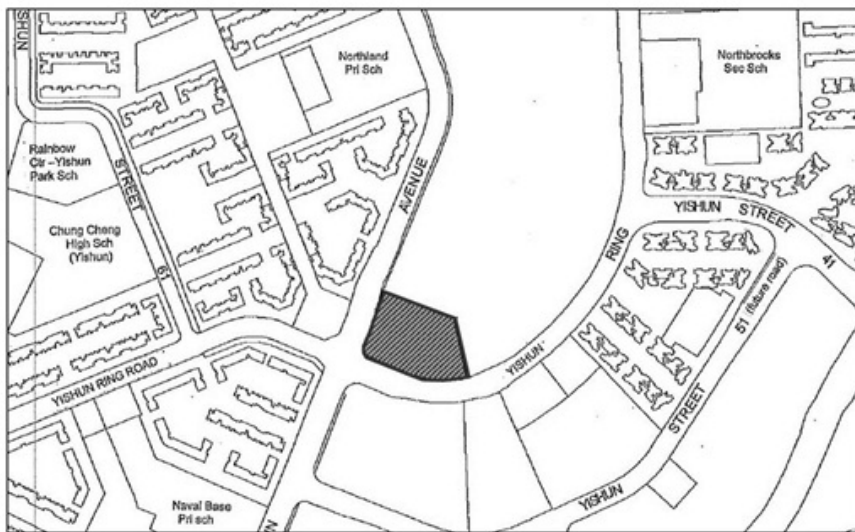 ISHUN
Northland
Pri Sch
Northbrooks
Sec Sch
Rainbow
Ctr -Yishun
Park Sch
STREET
61
AVENUE
Chung Cheng
High Sch
(Yishun)
YISHUN STREET
41
RING
YISHUN
51 (future road)
STREET
YISHUN
YISHUN RING ROAD
Naval Base
Pri sch